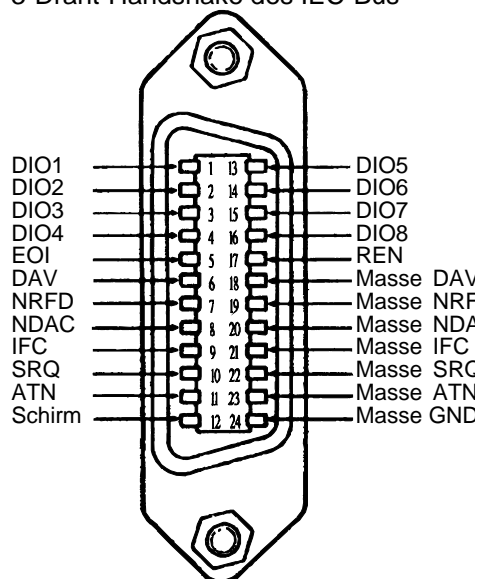 3-Draht-Handshake des IEC-Bus
DIO1 1 13 DIO5
DIO2 2 14 DIO6
DIO3 3 15 DIO7
DIO4 4 16 DIO8
EOI 5 17 REN
DAV 6 18 Masse DAV
NRFD 7 19 Masse NRF
NDAC 8 20 Masse NDA
IFC 9 21 Masse IFC
SRQ 10 22 Masse SRQ
ATN 11 23 Masse ATN
Schirm 12 24 Masse GND